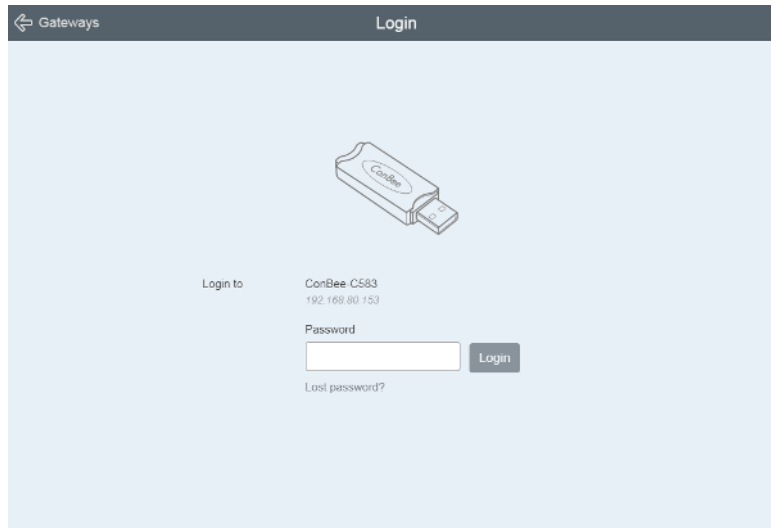 Gateways
Login
ConBee
Login to
ConBee-C583
192.168.80.153
Password
Login
Lost password?